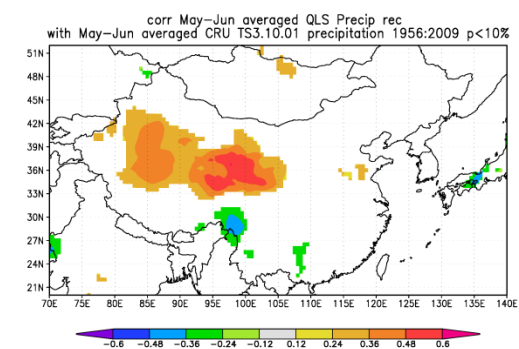 corr May-Jun averaged QLS Precip rec
with May-Jun averaged CRU TS3.10.01 precipitation 1956:2009 p<10%
51N
48N
45N
42N
39N
36N
33N
30N
27N
24N
21N
70E 75E 80E 85E 90E 95E 100E 105E 110E 115E 120E 125E 130E 135E 140E
-0.6 -0.48 -0.36 -0.24 -0.12 0.12 0.24 0.36 0.48 0.6